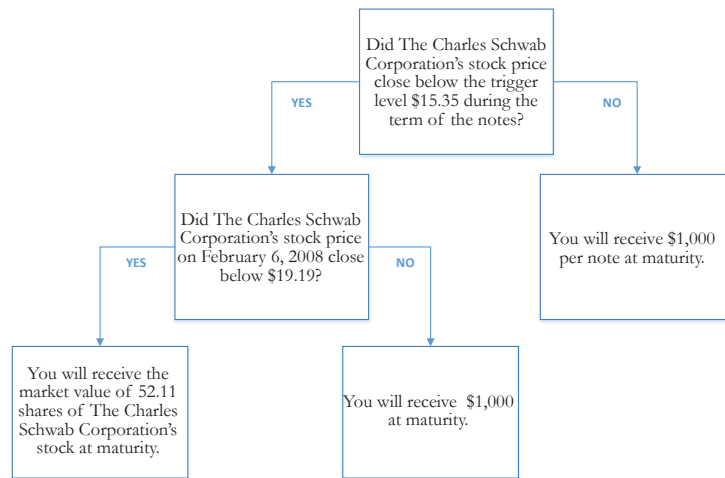 Did The Charles Schwab
Corporation's stock price
close below the trigger
level $15.35 during the
term of the notes?
YES
NO
Did The Charles Schwab
Corporation's stock price
on February 6, 2008 close
below $19.19?
You will receive $1,000
per note at maturity.
YES
NO
You will receive the
market value of 52.11
shares of The Charles
Schwab Corporation's
stock at maturity.
You will receive $1,000
at maturity.